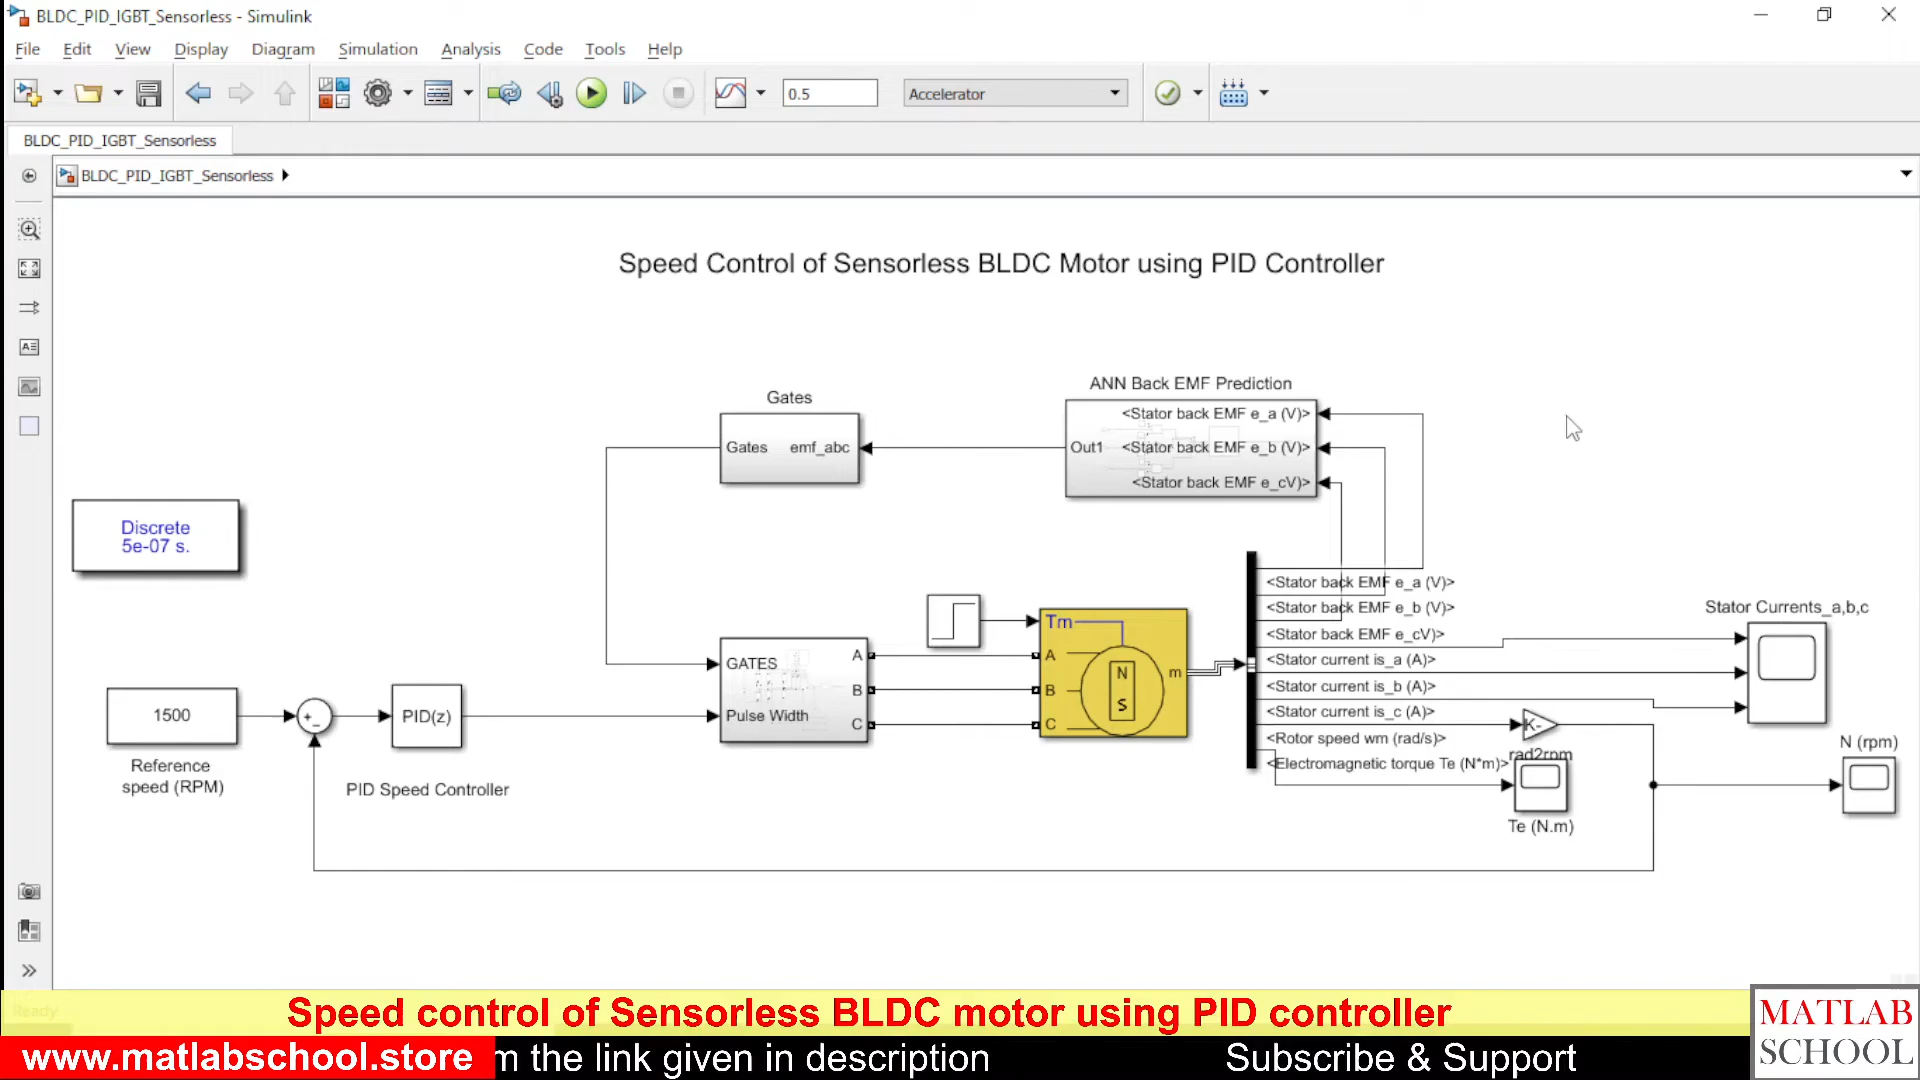 BLDC_PID_IGBT_Sensorless - Simulink
File Edit View Display Diagram Simulation Analysis Code Tools Help
0.5 Accelerator
BLDC_PID_IGBT_Sensorless
BLDC_PID_IGBT_Sensorless
Speed Control of Sensorless BLDC Motor using PID Controller
ANN Back EMF Prediction
<Stator back EMF e_a (V)>
Out1 <Stator back EMF e_b (V)>
<Stator back EMF e_cV)>
Gates
Gates emf_abc
Discrete
5e-07 s.
Tm
A
B
C
m
N
S
GATES
Pulse Width
A
B
C
1500
Reference
speed (RPM)
+_
PID(z)
PID Speed Controller
<Stator back EMF e_a (V)>
<Stator back EMF e_b (V)>
<Stator back EMF e_cV)>
<Stator current is_a (A)>
<Stator current is_b (A)>
<Stator current is_c (A)>
<Rotor speed wm (rad/s)>
<Electromagnetic torque Te (N*m)>
Stator Currents_a,b,c
K-
rad2rpm
Te (N.m)
N (rpm)
Ready
Speed control of Sensorless BLDC motor using PID controller
www.matlabschool.store
m the link given in description
Subscribe & Support
MATLAB
SCHOOL